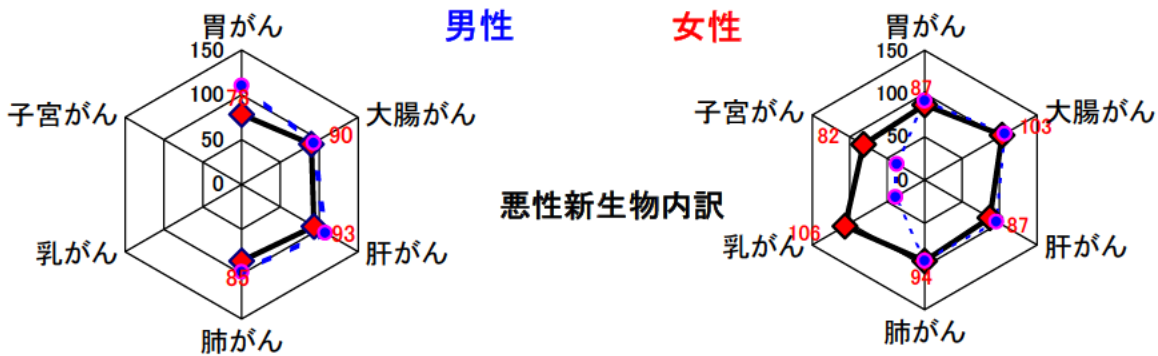 男性
女性
胃がん
150
100
50
0
78
大腸がん
90
肝がん
93
肺がん
85
乳がん
子宮がん
悪性新生物内訳
胃がん
150
100
50
0
87
大腸がん
103
肝がん
87
肺がん
94
乳がん
106
子宮がん
82